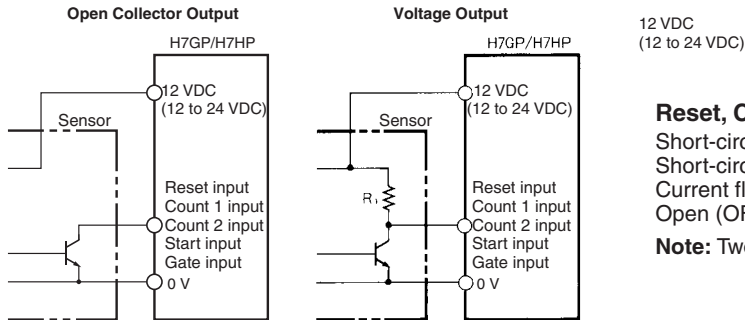 Open Collector Output
H7GP/H7HP
12 VDC
(12 to 24 VDC)
Sensor
Reset input
Count 1 input
Count 2 input
Start input
Gate input
0 V
Voltage Output
H7GP/H7HP
12 VDC
(12 to 24 VDC)
Sensor
R1
Reset input
Count 1 input
Count 2 input
Start input
Gate input
0 V
12 VDC
(12 to 24 VDC)
Reset, C
Short-circ
Short-circ
Current fl
Open (OF
Note: Two